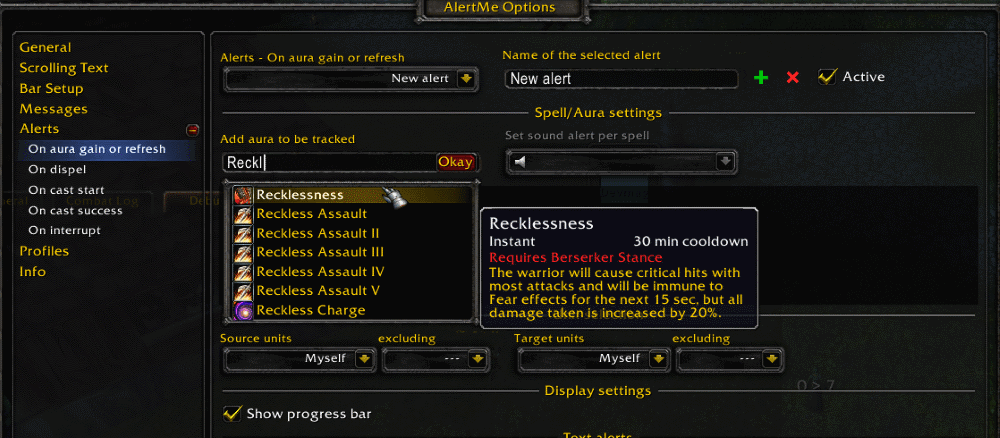 AlertMe Options
General
Scrolling Text
Bar Setup
Messages
Alerts
On aura gain or refresh
On dispel
On cast start
On cast success
On interrupt
Profiles
Info
Alerts - On aura gain or refresh
New alert
Name of the selected alert
New alert
Active
Spell/Aura settings
Add aura to be tracked
Reckl
Okay
Set sound alert per spell
Recklessness
Reckless Assault
Reckless Assault II
Reckless Assault III
Reckless Assault IV
Reckless Assault V
Reckless Charge
Recklessness
Instant 30 min cooldown
Requires Berserker Stance
The warrior will cause critical hits with
most attacks and will be immune to
Fear effects for the next 15 sec, but all
damage taken is increased by 20%.
Source units
Myself
excluding
---
Target units
Myself
excluding
---
Display settings
Show progress bar
0 > 7
Combat Log